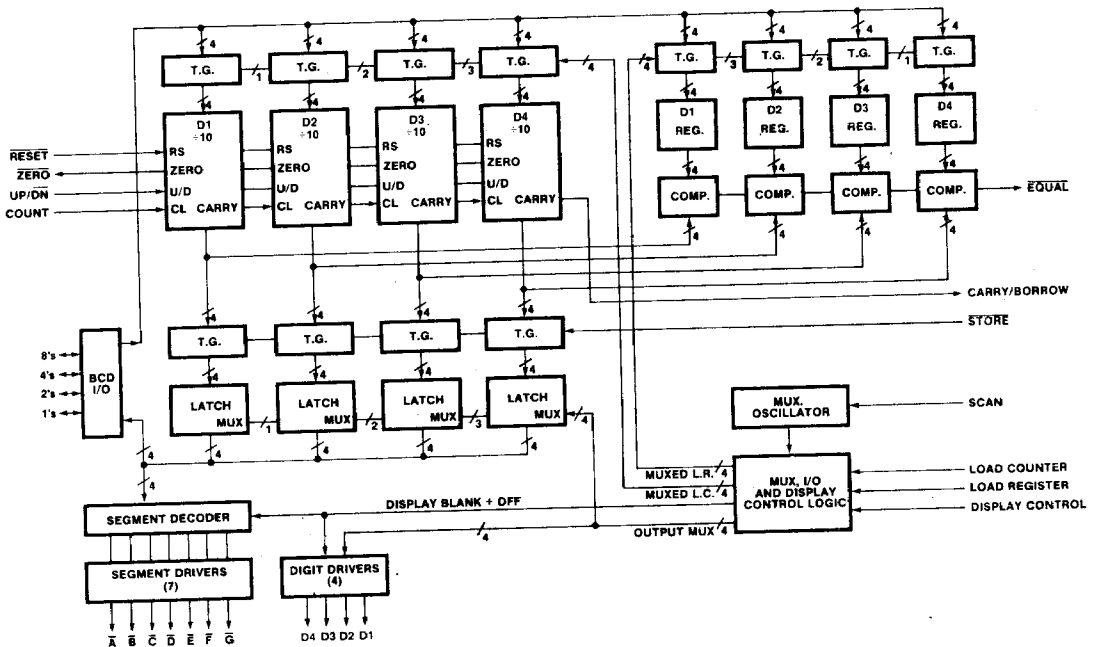 4 4 4 4 4 4 4 4
T.G. 1 T.G. 2 T.G. 3 T.G. 4 4 T.G. 3 T.G. 2 T.G. 1 T.G.
4 4 4 4 4 4 4 4
D1 ÷10 D2 ÷10 D3 ÷10 D4 ÷10
D1 REG. D2 REG. D3 REG. D4 REG.
4 4 4 4
RESET RS RS RS RS
ZERO ZERO ZERO ZERO ZERO
UP/DN U/D U/D U/D U/D
COUNT CL CARRY CL CARRY CL CARRY CL CARRY
COMP. COMP. COMP. COMP. EQUAL
4 4 4 4
CARRY/BORROW
4 4 4 4
T.G. T.G. T.G. T.G. STORE
4 4 4 4
8's
4's
2's
1's
BCD I/O
LATCH MUX 1 LATCH MUX 2 LATCH MUX 3 LATCH MUX 4
4 4 4 4 4
4
MUX. OSCILLATOR SCAN
MUXED L.R. 4
MUXED L.C. 4
MUX, I/O AND DISPLAY CONTROL LOGIC
LOAD COUNTER
LOAD REGISTER
DISPLAY CONTROL
DISPLAY BLANK + OFF
OUTPUT MUX 4
4
SEGMENT DECODER
SEGMENT DRIVERS
(7)
DIGIT DRIVERS
(4)
A B C D E F G
D4 D3 D2 D1